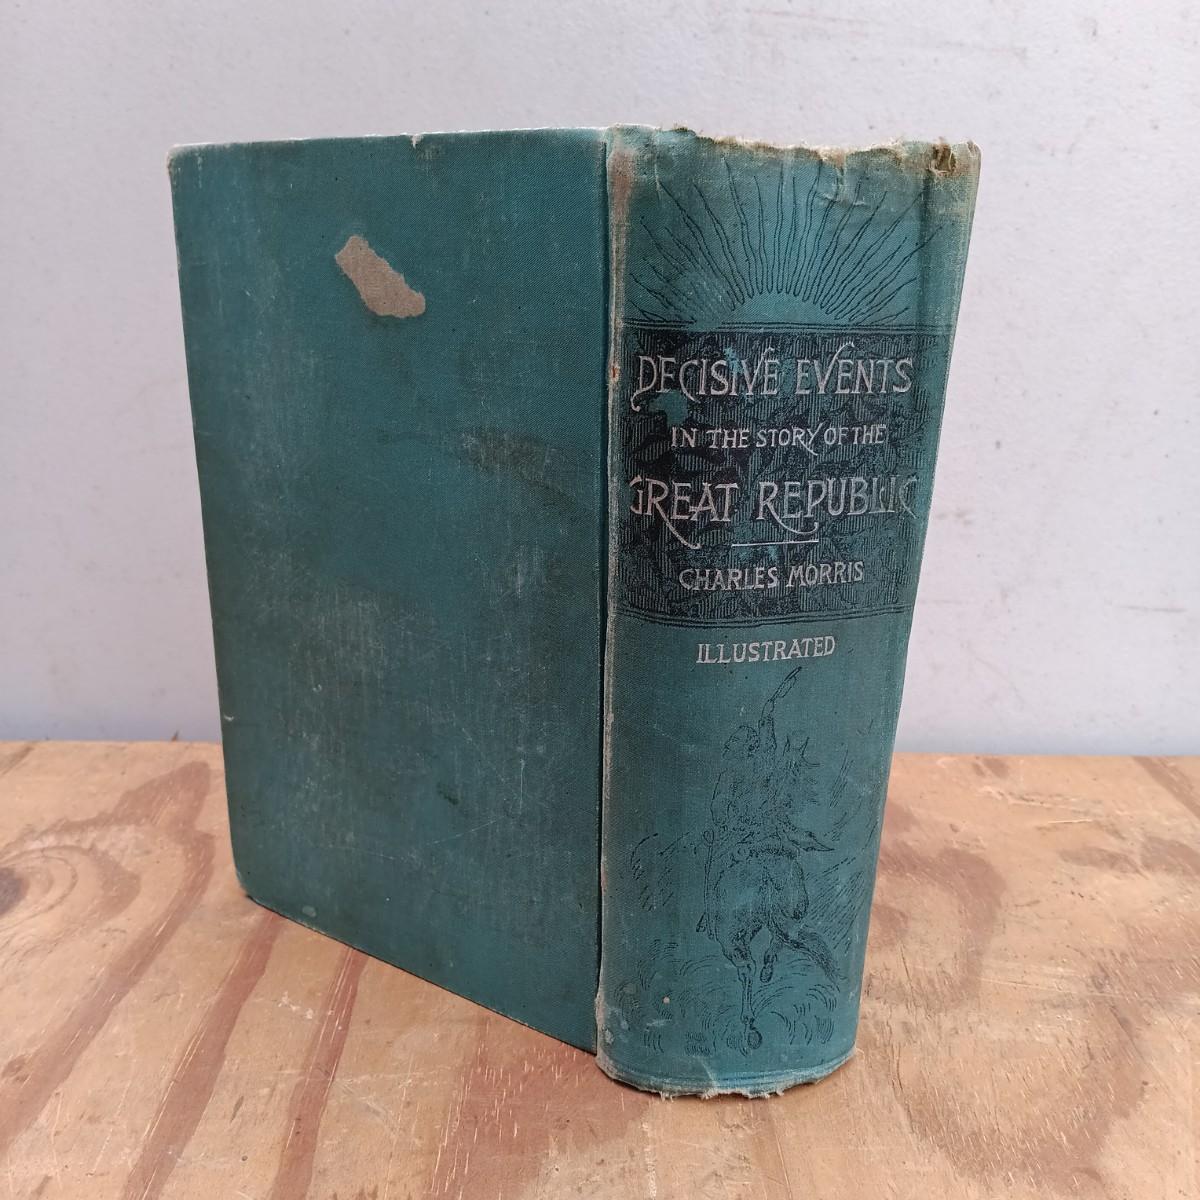 DECISIVE EVENTS
IN THE STORY OF THE
GREAT REPUBLIC
CHARLES MORRIS
ILLUSTRATED